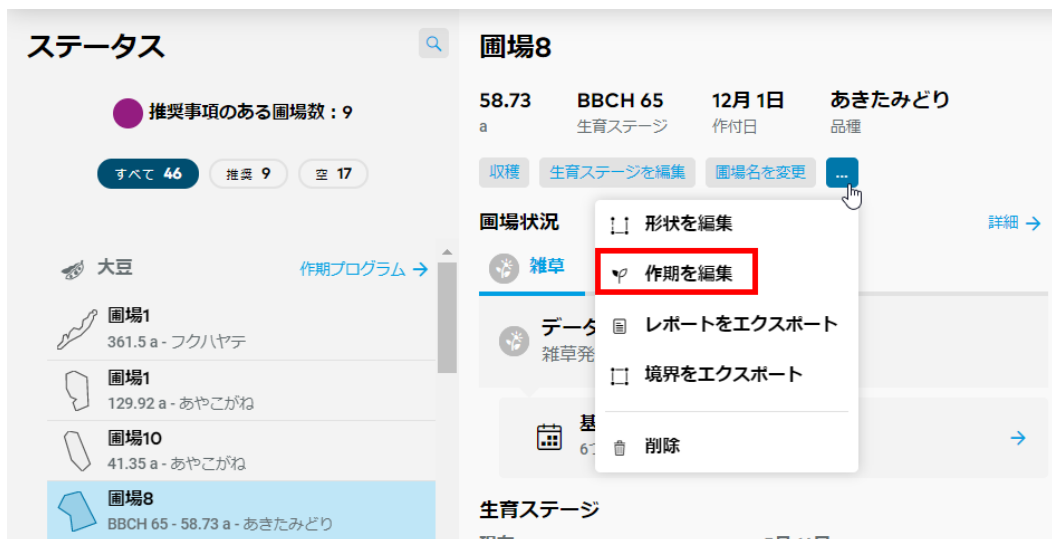 ステータス
推奨事項のある圃場数：9
すべて 46 推奨 9 空 17
大豆 作期プログラム →
圃場1
361.5 a - フクハヤテ
圃場1
129.92 a - あやこがね
圃場10
41.35 a - あやこがね
圃場8
BBCH 65 - 58.73 a - あきたみどり
圃場8
58.73 BBCH 65 12月 1日 あきたみどり
a 生育ステージ 作付日 品種
収穫 生育ステージを編集 圃場名を変更 ...
圃場状況 詳細 →
雑草
データ
雑草発
6
形状を編集
作期を編集
レポートをエクスポート
境界をエクスポート
削除
生育ステージ